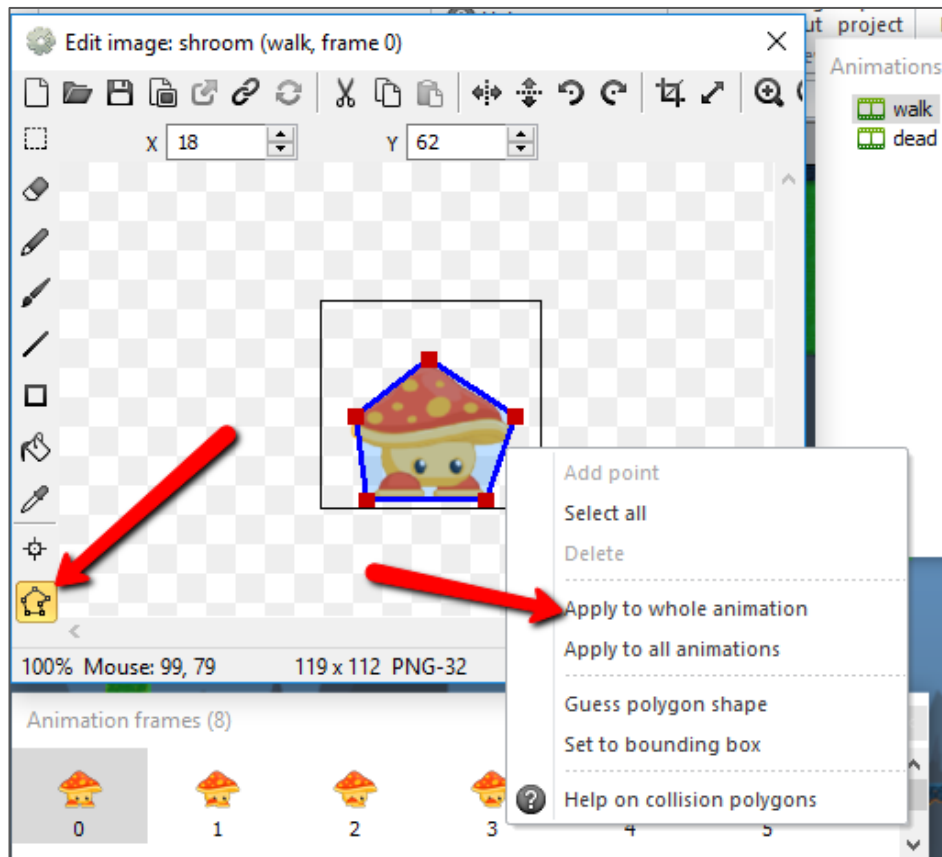 ut project
Edit image: shroom (walk, frame 0)
Animations
walk
dead
X 18 Y 62
Add point
Select all
Delete
Apply to whole animation
Apply to all animations
Guess polygon shape
Set to bounding box
Help on collision polygons
100% Mouse: 99, 79 119 x 112 PNG-32
Animation frames (8)
0 1 2 3 4 5